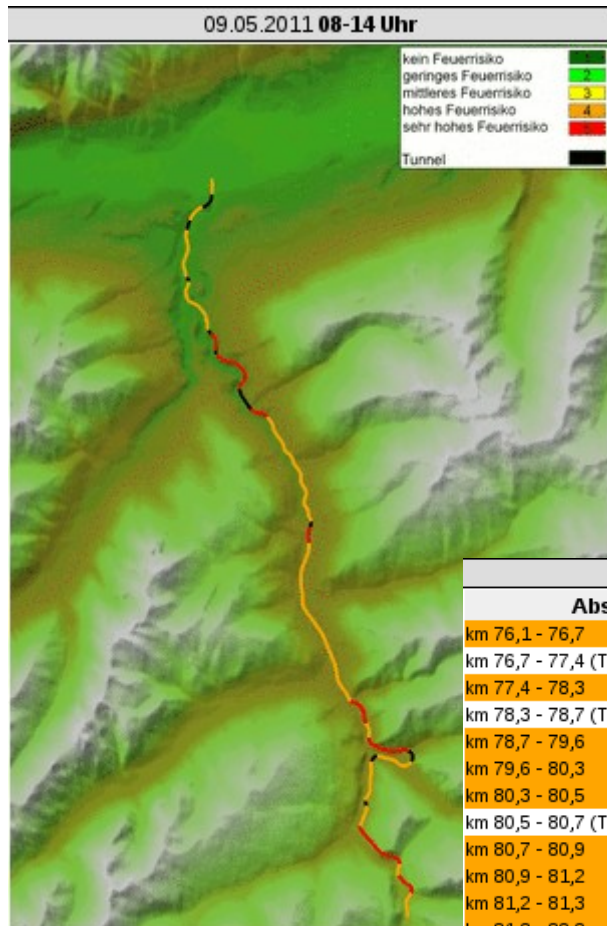 09.05.2011 08-14 Uhr
kein Feuerrisiko 1
geringes Feuerrisiko 2
mittleres Feuerrisiko 3
hohes Feuerrisiko 4
sehr hohes Feuerrisiko 5
Tunnel
Abs
km 76,1 - 76,7
km 76,7 - 77,4 (T
km 77,4 - 78,3
km 78,3 - 78,7 (T
km 78,7 - 79,6
km 79,6 - 80,3
km 80,3 - 80,5
km 80,5 - 80,7 (T
km 80,7 - 80,9
km 80,9 - 81,2
km 81,2 - 81,3